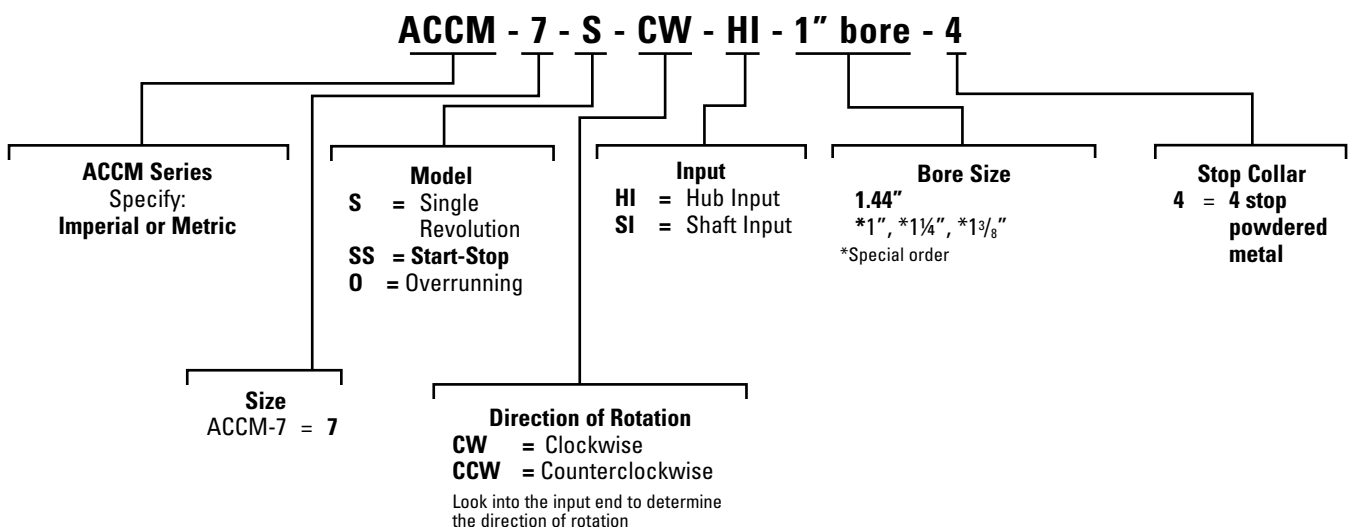 ACCM - 7 - S - CW - HI - 1″ bore - 4
ACCM Series
Specify:
Imperial or Metric
Model
S = Single
Revolution
SS = Start-Stop
O = Overrunning
Input
HI = Hub Input
SI = Shaft Input
Bore Size
1.44″
*1″, *1¼″, *1³/₈″
*Special order
Stop Collar
4 = 4 stop
powdered
metal
Size
ACCM-7 = 7
Direction of Rotation
CW = Clockwise
CCW = Counterclockwise
Look into the input end to determine
the direction of rotation